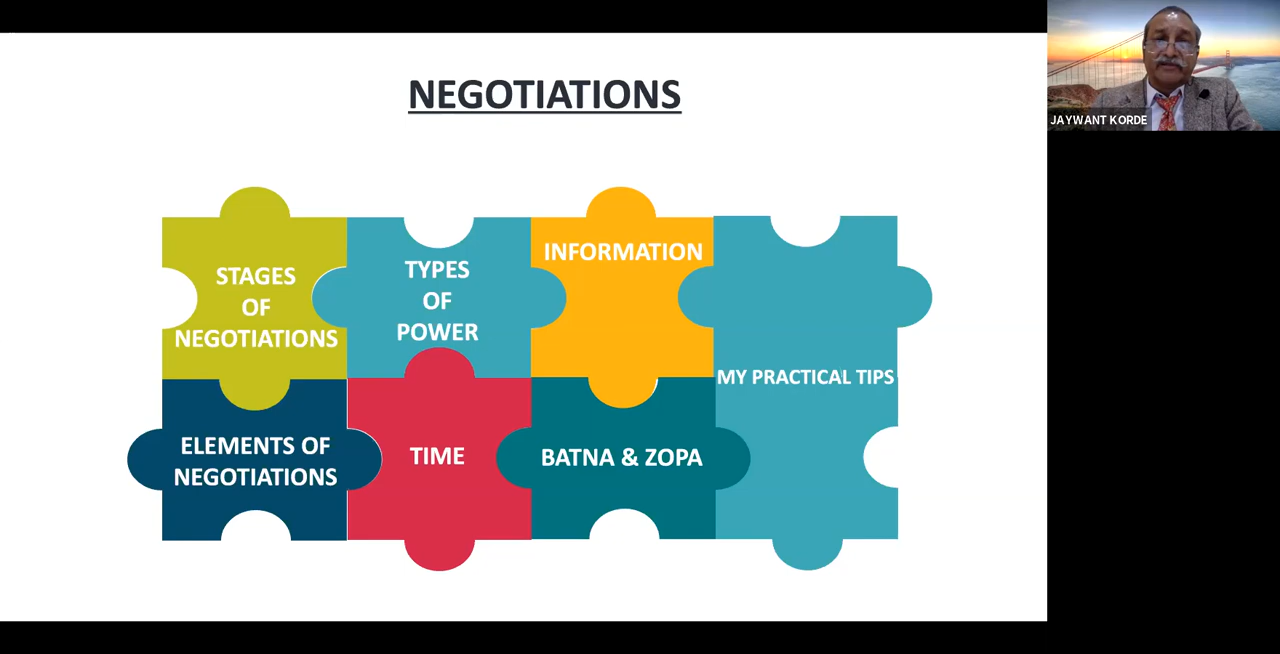 NEGOTIATIONS
STAGES
OF
NEGOTIATIONS
TYPES
OF
POWER
INFORMATION
MY PRACTICAL TIPS
ELEMENTS OF
NEGOTIATIONS
TIME
BATNA & ZOPA
JAYWANT KORDE